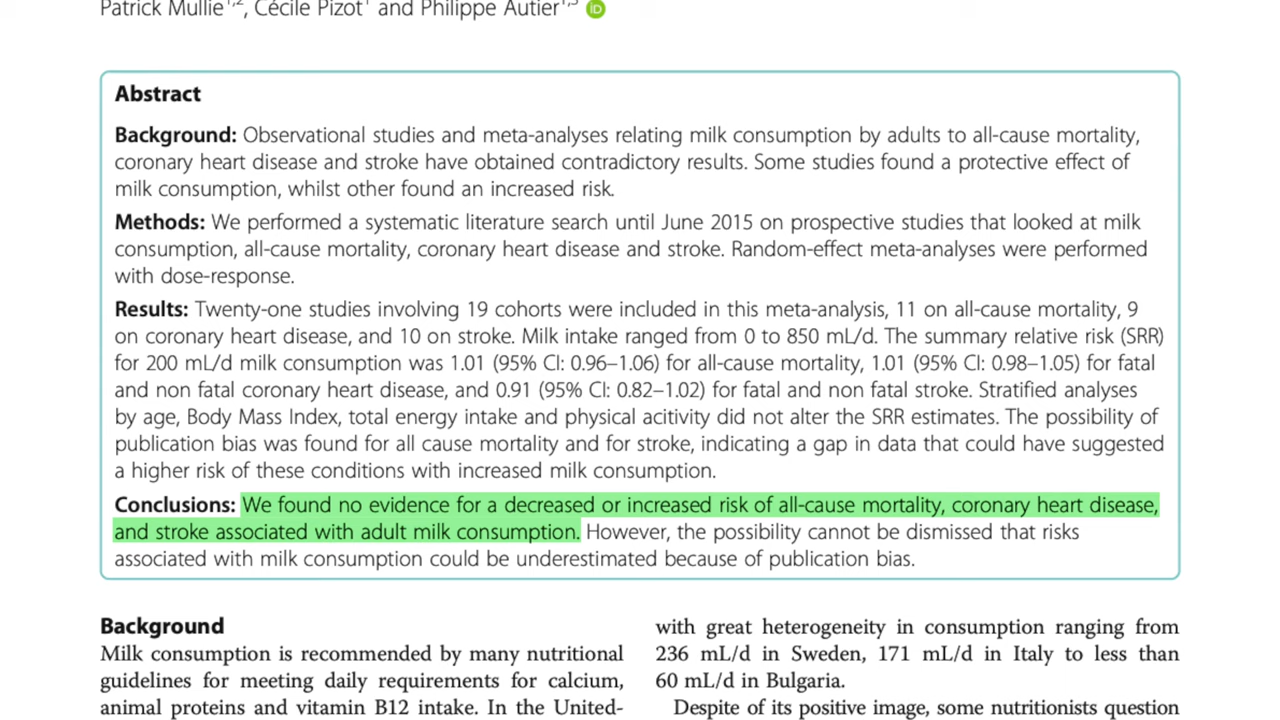 Patrick Mullie1,2, Cécile Pizot1 and Philippe Autier1,3 iD
Abstract
Background: Observational studies and meta-analyses relating milk consumption by adults to all-cause mortality,
coronary heart disease and stroke have obtained contradictory results. Some studies found a protective effect of
milk consumption, whilst other found an increased risk.
Methods: We performed a systematic literature search until June 2015 on prospective studies that looked at milk
consumption, all-cause mortality, coronary heart disease and stroke. Random-effect meta-analyses were performed
with dose-response.
Results: Twenty-one studies involving 19 cohorts were included in this meta-analysis, 11 on all-cause mortality, 9
on coronary heart disease, and 10 on stroke. Milk intake ranged from 0 to 850 mL/d. The summary relative risk (SRR)
for 200 mL/d milk consumption was 1.01 (95% CI: 0.96–1.06) for all-cause mortality, 1.01 (95% CI: 0.98–1.05) for fatal
and non fatal coronary heart disease, and 0.91 (95% CI: 0.82–1.02) for fatal and non fatal stroke. Stratified analyses
by age, Body Mass Index, total energy intake and physical acitivity did not alter the SRR estimates. The possibility of
publication bias was found for all cause mortality and for stroke, indicating a gap in data that could have suggested
a higher risk of these conditions with increased milk consumption.
Conclusions: We found no evidence for a decreased or increased risk of all-cause mortality, coronary heart disease,
and stroke associated with adult milk consumption. However, the possibility cannot be dismissed that risks
associated with milk consumption could be underestimated because of publication bias.
Background
Milk consumption is recommended by many nutritional
guidelines for meeting daily requirements for calcium,
animal proteins and vitamin B12 intake. In the United-
with great heterogeneity in consumption ranging from
236 mL/d in Sweden, 171 mL/d in Italy to less than
60 mL/d in Bulgaria.
Despite of its positive image, some nutritionists question